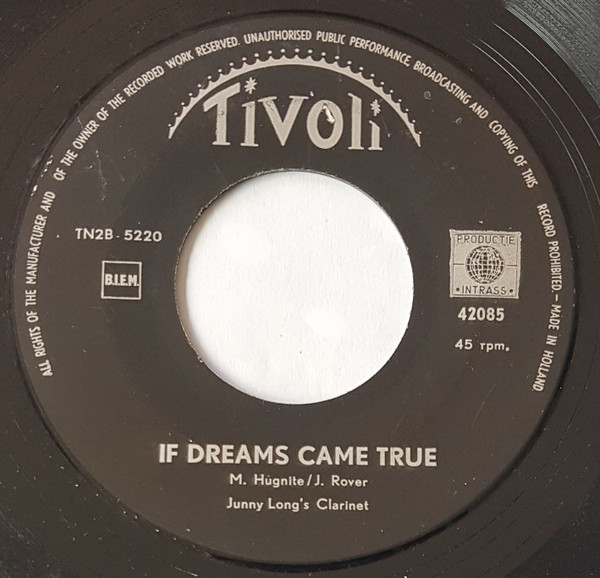 ALL RIGHTS OF THE MANUFACTURER AND OF THE OWNER OF THE RECORDED WORK RESERVED. UNAUTHORISED PUBLIC PERFORMANCE, BROADCASTING AND COPYING OF THIS RECORD PROHIBITED. - MADE IN HOLLAND
Tivoli
TN2B - 5220
B.I.E.M.
PRODUCTIE
•INTRASS•
42085
45 rpm.
IF DREAMS CAME TRUE
M. Hügnite/J. Rover
Junny Long's Clarinet